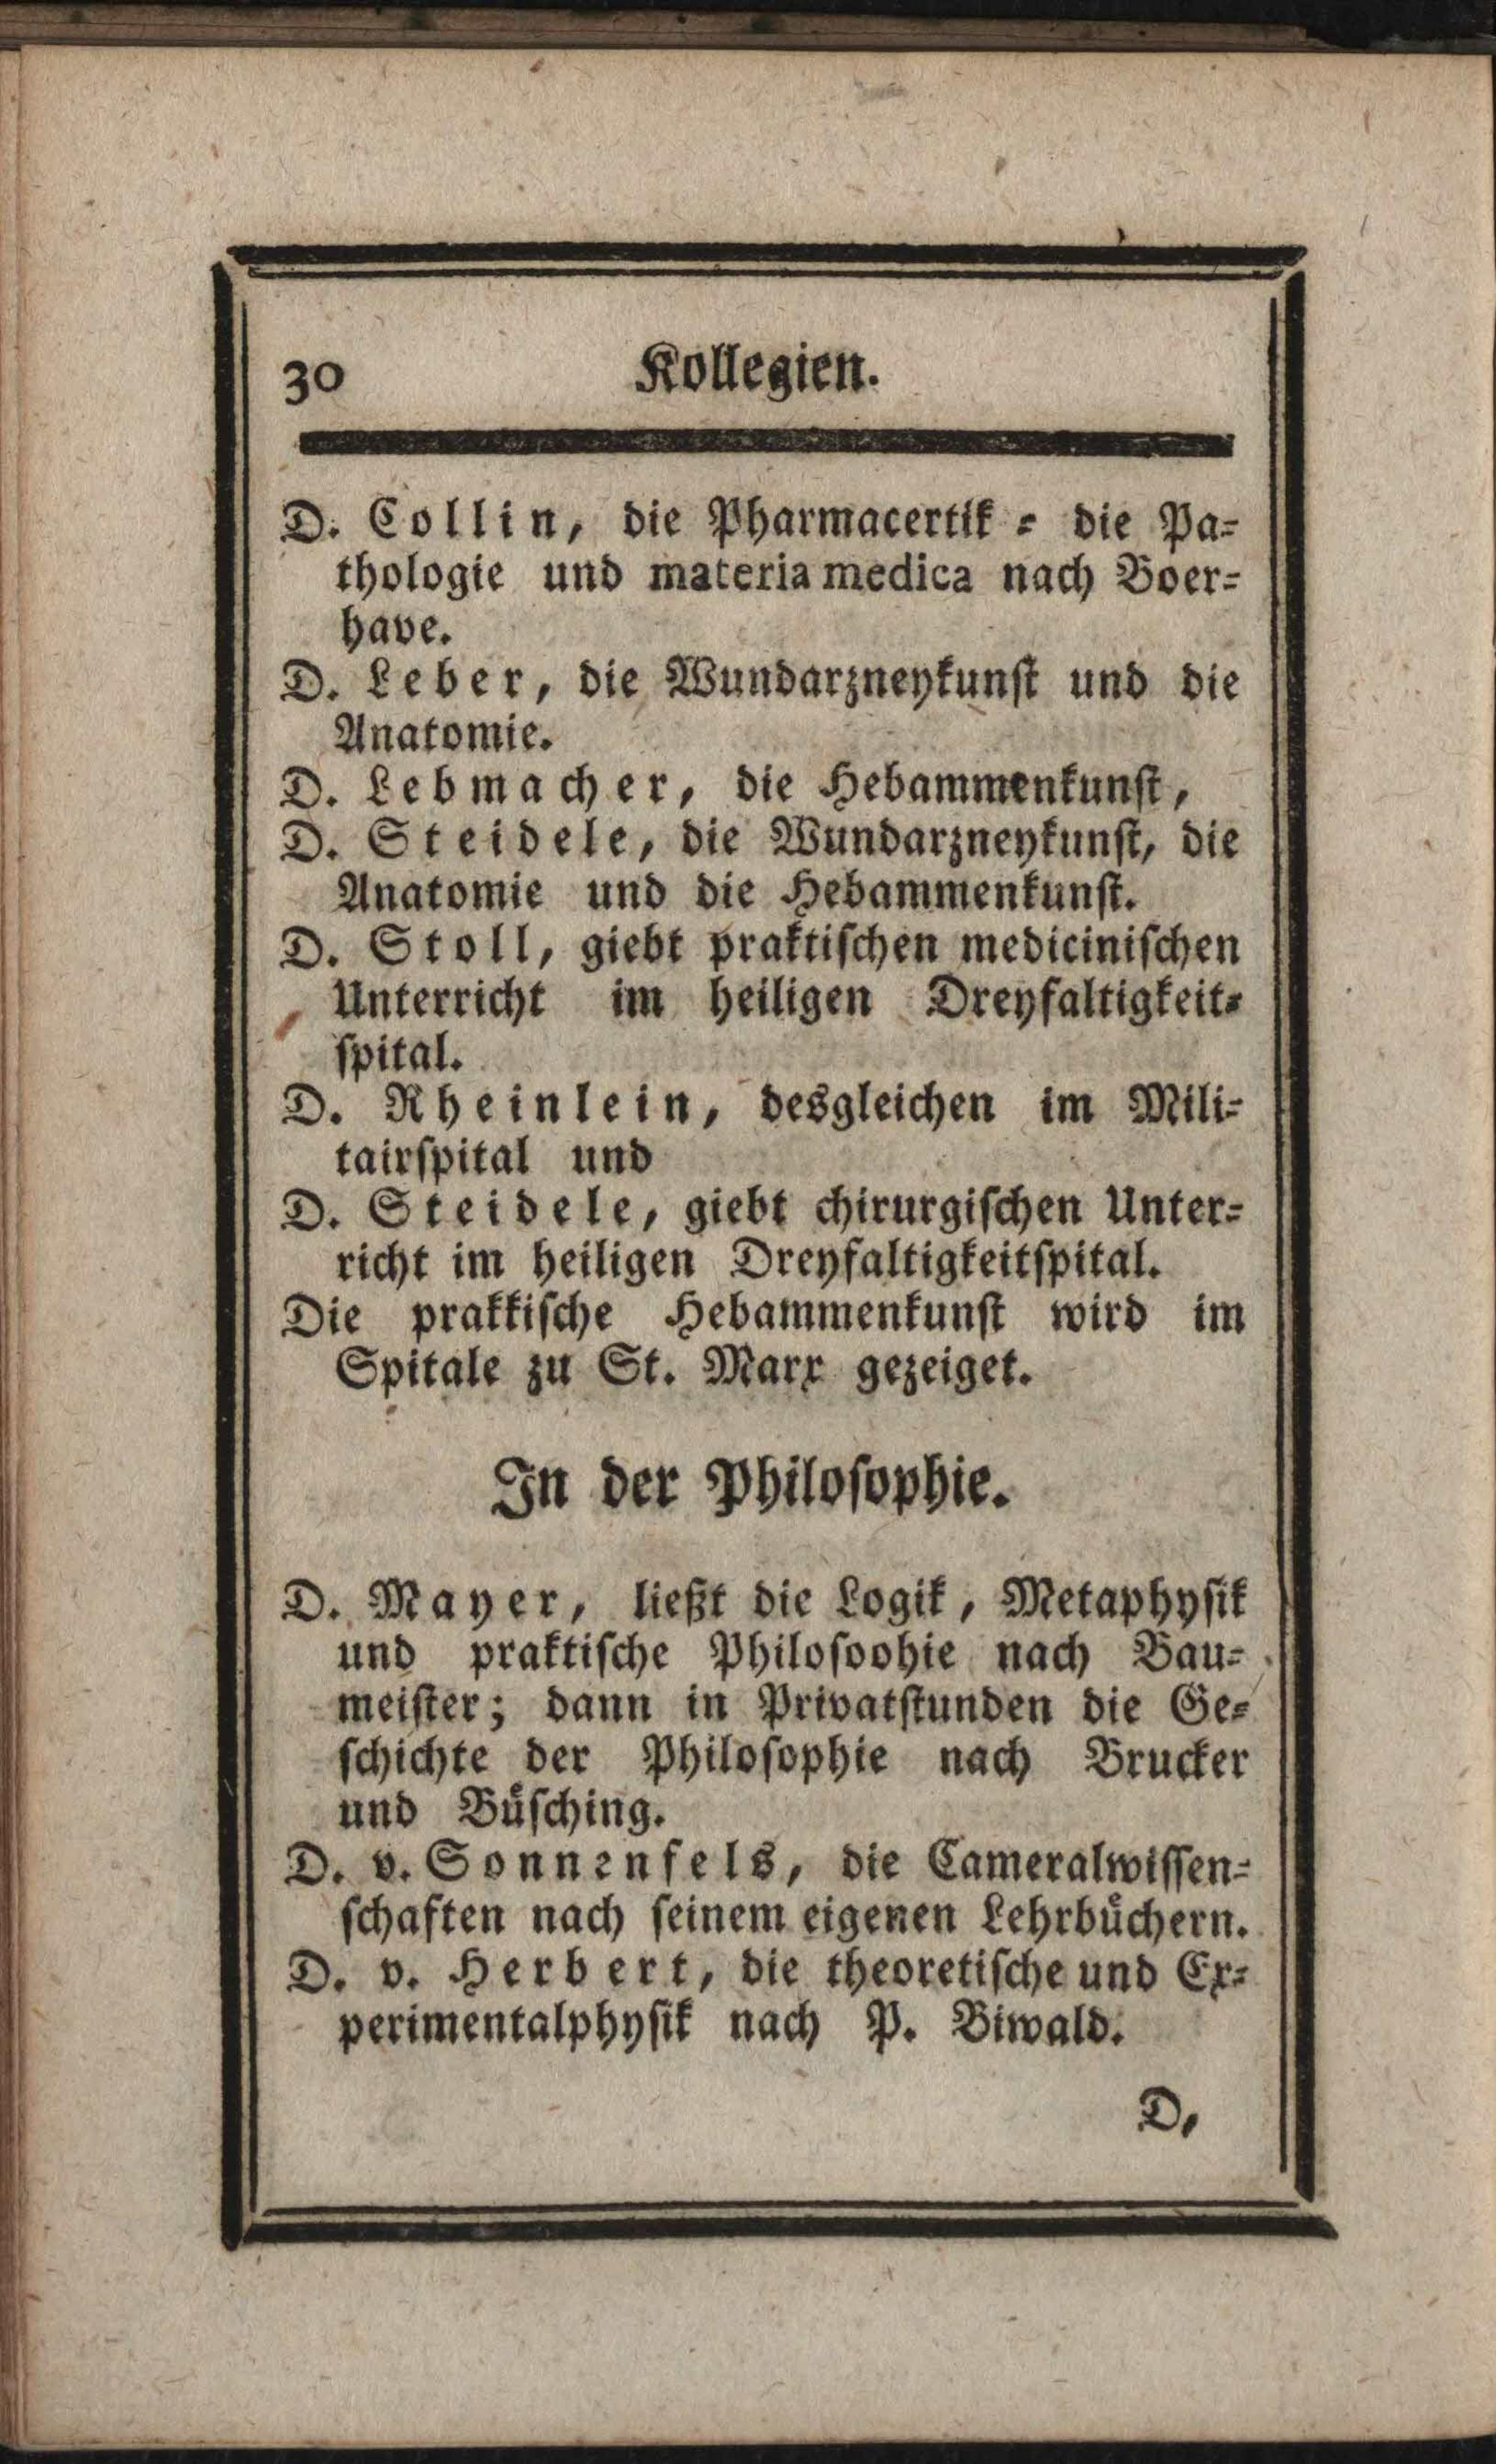 30 Kollegien.
D. Collin, die Pharmacertik = die Pa=
thologie und materia medica nach Boer=
have.
D. Leber, die Wundarzneykunst und die
Anatomie.
D. Lebmacher, die Hebammenkunst,
D. Steidele, die Wundarzneykunst, die
Anatomie und die Hebammenkunst.
D. Stoll, giebt praktischen medicinischen
Unterricht im heiligen Dreyfaltigkeit=
spital.
D. Rheinlein, desgleichen im Mili=
tairspital und
D. Steidele, giebt chirurgischen Unter=
richt im heiligen Dreyfaltigkeitspital.
Die prakkische Hebammenkunst wird im
Spitale zu St. Marx gezeiget.
In der Philosophie.
D. Mayer, ließt die Logik, Metaphysik
und praktische Philosoohie nach Bau=
meister; dann in Privatstunden die Ge=
schichte der Philosophie nach Brucker
und Büsching.
D. v. Sonnenfels, die Cameralwissen=
schaften nach seinem eigenen Lehrbüchern.
D. v. Herbert, die theoretische und Ex=
perimentalphysik nach P. Biwald.
D,